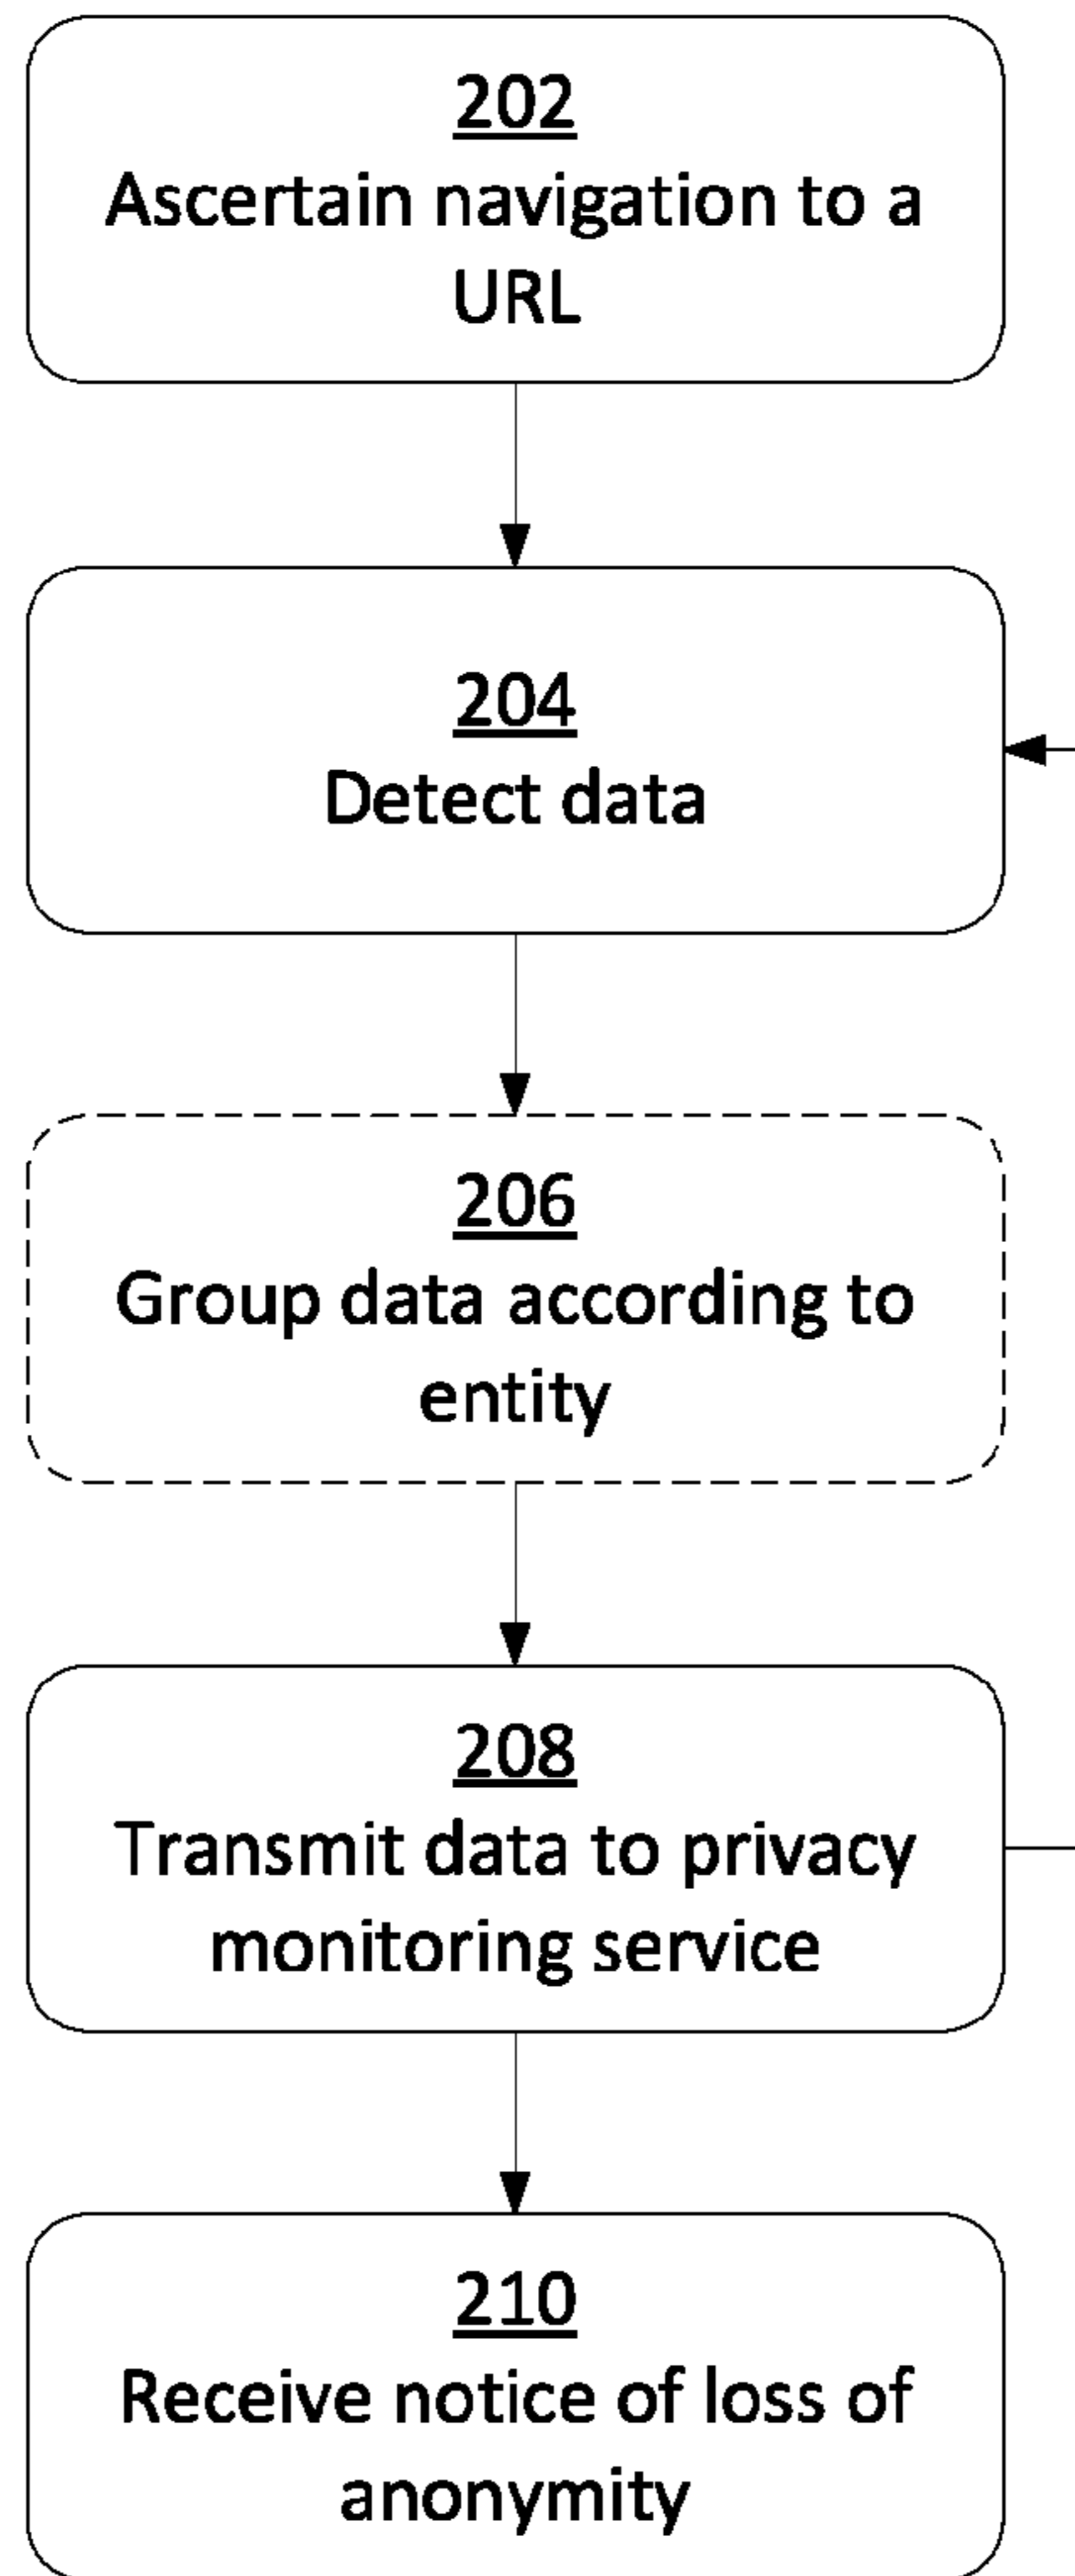 202
Ascertain navigation to a
URL
204
Detect data
206
Group data according to
entity
208
Transmit data to privacy
monitoring service
210
Receive notice of loss of
anonymity